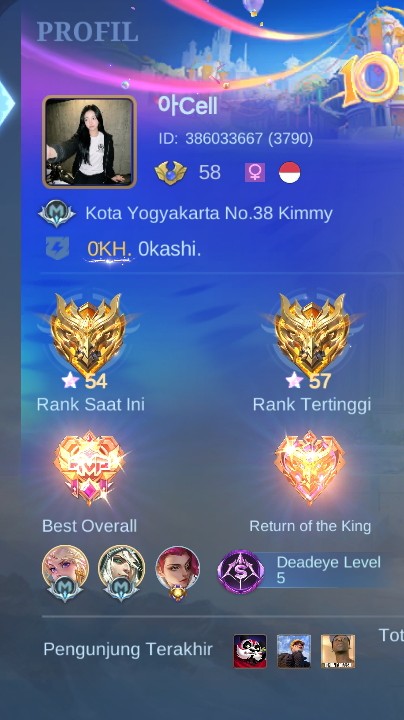 PROFIL
아Cell
ID: 386033667 (3790)
58
Kota Yogyakarta No.38 Kimmy
0KH. 0kashi.
54
57
Rank Saat Ini
Rank Tertinggi
Best Overall
Return of the King
Deadeye Level
5
Pengunjung Terakhir
Tot